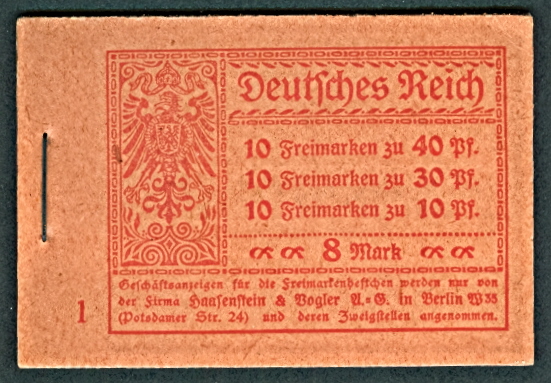 Deutsches Reich
10 Freimarken zu 40 Pf.
10 Freimarken zu 30 Pf.
10 Freimarken zu 10 Pf.
8 Mark
Geschäftsanzeigen für die Freimarkenheftchen werden nur von
der Firma Haasenstein & Vogler A.=G. in Berlin W 35
(Potsdamer Str. 24) und deren Zweigstellen angenommen.
1